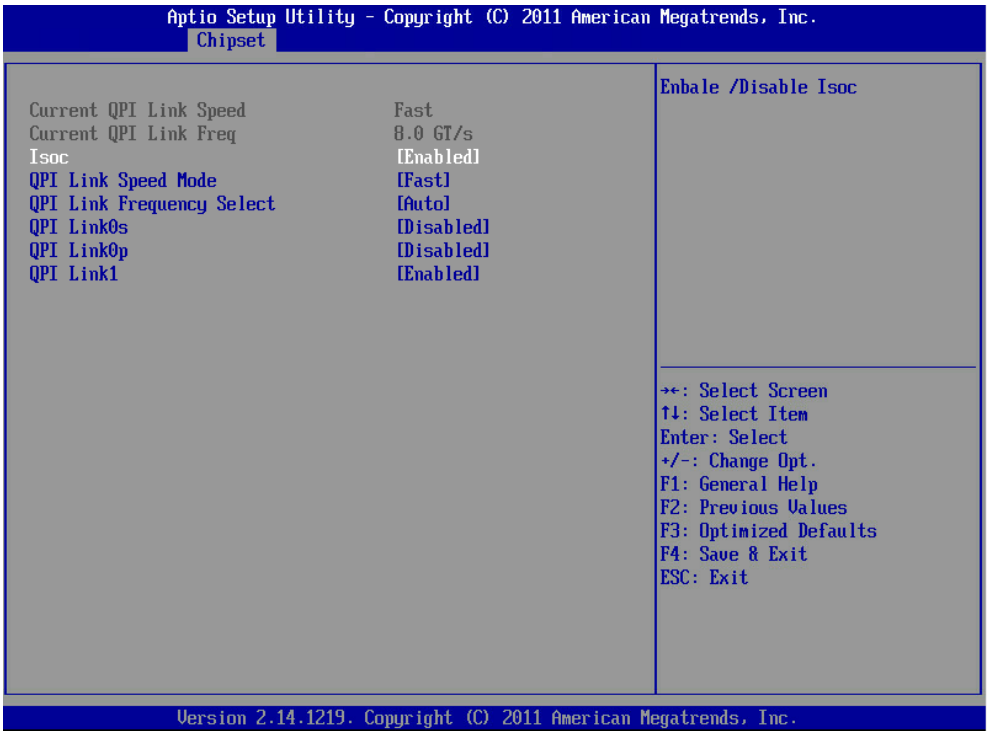 Aptio Setup Utility - Copyright (C) 2011 American Megatrends, Inc.
Chipset
Current QPI Link Speed Fast
Current QPI Link Freq 8.0 GT/s
Isoc [Enabled]
QPI Link Speed Mode [Fast]
QPI Link Frequency Select [Auto]
QPI Link0s [Disabled]
QPI Link0p [Disabled]
QPI Link1 [Enabled]
Enbale /Disable Isoc
→←: Select Screen
↑↓: Select Item
Enter: Select
+/-: Change Opt.
F1: General Help
F2: Previous Values
F3: Optimized Defaults
F4: Save & Exit
ESC: Exit
Version 2.14.1219. Copyright (C) 2011 American Megatrends, Inc.